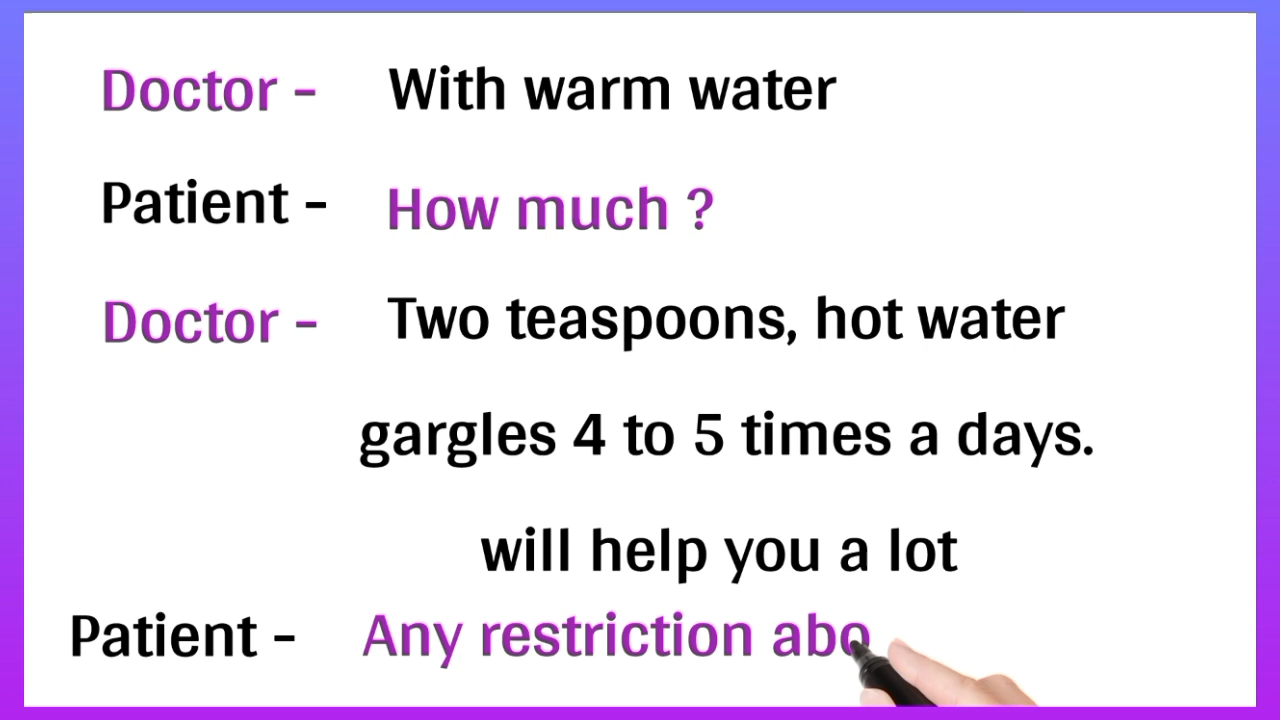 Doctor - With warm water
Patient - How much ?
Doctor - Two teaspoons, hot water
gargles 4 to 5 times a days.
will help you a lot
Patient - Any restriction abo